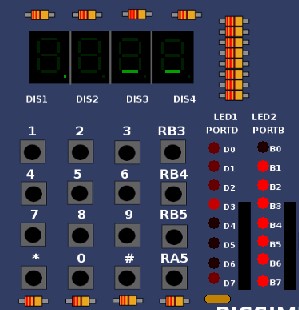 DIS1 DIS2 DIS3 DIS4
LED1 LED2
PORTD PORTB
1 2 3 RB3
D0 B0
D1 B1
4 5 6 RB4
D2 B2
D3 B3
7 8 9 RB5
D4 B4
D5 B5
* 0 # RA5
D6 D6
D7 B7